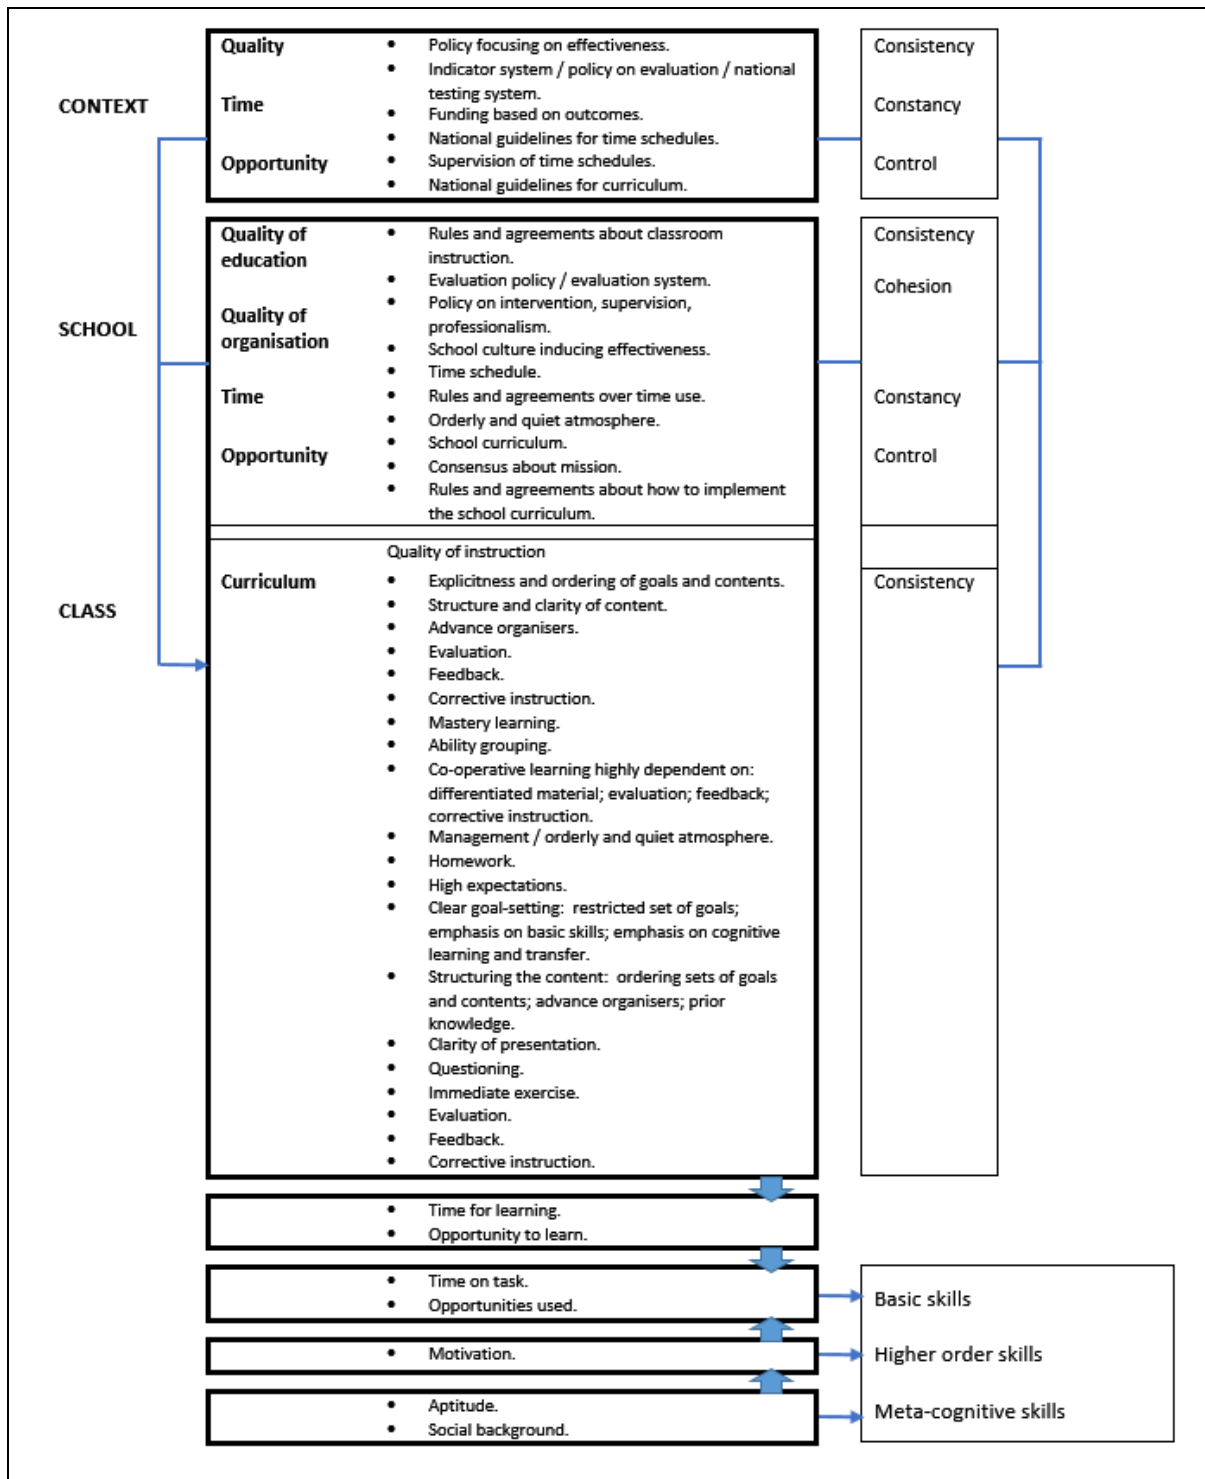 CONTEXT
Quality
Time
Opportunity
• Policy focusing on effectiveness.
• Indicator system / policy on evaluation / national
testing system.
• Funding based on outcomes.
• National guidelines for time schedules.
• Supervision of time schedules.
• National guidelines for curriculum.
Consistency
Constancy
Control
SCHOOL
Quality of
education
Quality of
organisation
Time
Opportunity
• Rules and agreements about classroom
instruction.
• Evaluation policy / evaluation system.
• Policy on intervention, supervision,
professionalism.
• School culture inducing effectiveness.
• Time schedule.
• Rules and agreements over time use.
• Orderly and quiet atmosphere.
• School curriculum.
• Consensus about mission.
• Rules and agreements about how to implement
the school curriculum.
Consistency
Cohesion
Constancy
Control
CLASS
Curriculum
Quality of instruction
• Explicitness and ordering of goals and contents.
• Structure and clarity of content.
• Advance organisers.
• Evaluation.
• Feedback.
• Corrective instruction.
• Mastery learning.
• Ability grouping.
• Co-operative learning highly dependent on:
differentiated material; evaluation; feedback;
corrective instruction.
• Management / orderly and quiet atmosphere.
• Homework.
• High expectations.
• Clear goal-setting: restricted set of goals;
emphasis on basic skills; emphasis on cognitive
learning and transfer.
• Structuring the content: ordering sets of goals
and contents; advance organisers; prior
knowledge.
• Clarity of presentation.
• Questioning.
• Immediate exercise.
• Evaluation.
• Feedback.
• Corrective instruction.
Consistency
• Time for learning.
• Opportunity to learn.
• Time on task.
• Opportunities used.
• Motivation.
• Aptitude.
• Social background.
Basic skills
Higher order skills
Meta-cognitive skills